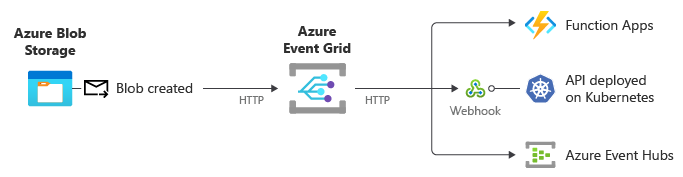 Azure Blob
Storage
Blob created
HTTP
Azure
Event Grid
HTTP
Function Apps
Webhook
API deployed
on Kubernetes
Azure Event Hubs